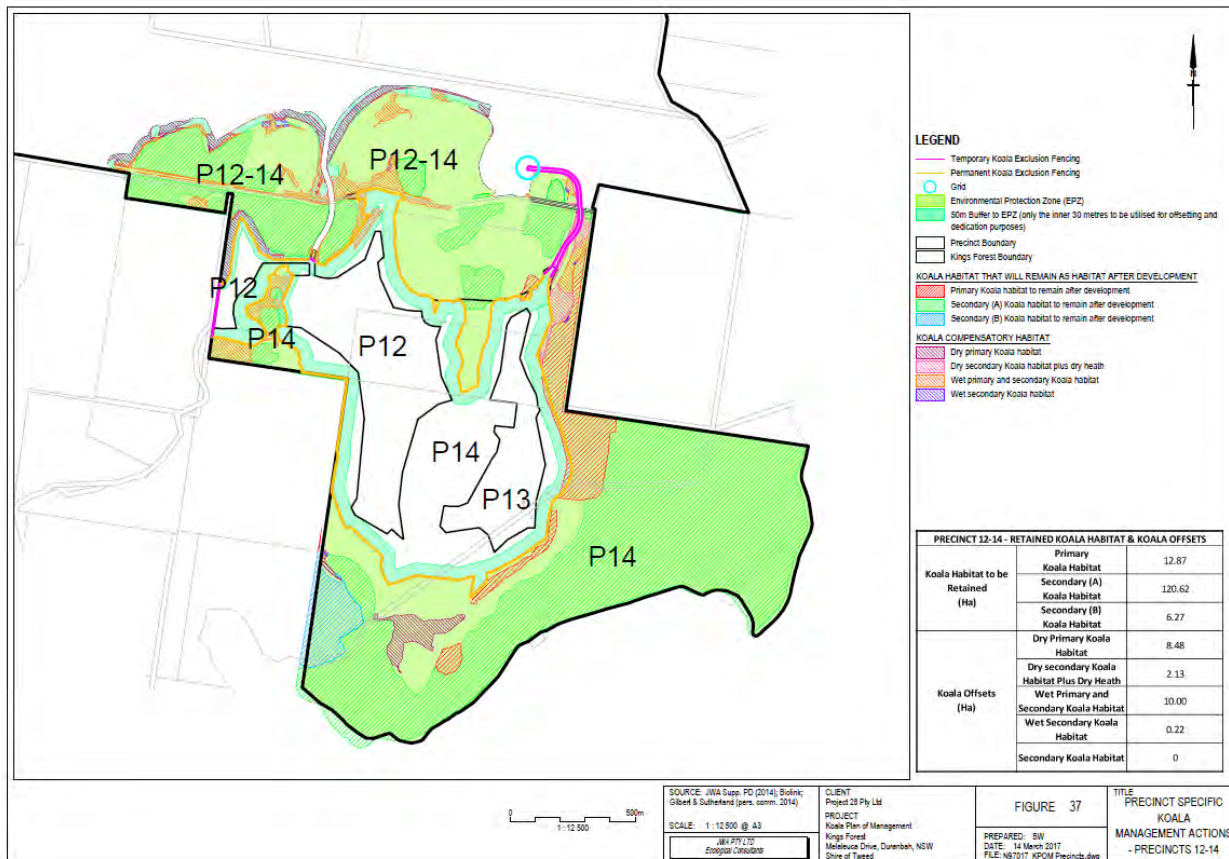 P12-14
P12-14
P12
P14
P12
P14
P13
P14
N
LEGEND
Temporary Koala Exclusion Fencing
Permanent Koala Exclusion Fencing
Grid
Environmental Protection Zone (EPZ)
50m Buffer to EPZ (only the inner 30 metres to be utilised for offsetting and
dedication purposes)
Precinct Boundary
Kings Forest Boundary
KOALA HABITAT THAT WILL REMAIN AS HABITAT AFTER DEVELOPMENT
Primary Koala habitat to remain after development
Secondary (A) Koala habitat to remain after development
Secondary (B) Koala habitat to remain after development
KOALA COMPENSATORY HABITAT
Dry primary Koala habitat
Dry secondary Koala habitat plus dry heath
Wet primary and secondary Koala habitat
Wet secondary Koala habitat
PRECINCT 12-14 - RETAINED KOALA HABITAT & KOALA OFFSETS
Koala Habitat to be
Retained
(Ha)
Primary
Koala Habitat
12.87
Secondary (A)
Koala Habitat
120.62
Secondary (B)
Koala Habitat
6.27
Koala Offsets
(Ha)
Dry Primary Koala
Habitat
8.48
Dry secondary Koala
Habitat Plus Dry Heath
2.13
Wet Primary and
Secondary Koala Habitat
10.00
Wet Secondary Koala
Habitat
0.22
Secondary Koala Habitat
0
0 500m
1:12 500
SOURCE: JWA Supp. PD (2014); Biolink;
Gilbert & Sutherland (pers. comm. 2014)
SCALE: 1 : 12 500 @ A3
JWA PTY LTD
Ecological Consultants
CLIENT
Project 28 Pty Ltd
PROJECT
Koala Plan of Management
Kings Forest
Melaleuca Drive, Duranbah, NSW
Shire of Tweed
FIGURE 37
PREPARED: BW
DATE: 14 March 2017
FILE: N97017_KPOM Precincts.dwg
TITLE
PRECINCT SPECIFIC
KOALA
MANAGEMENT ACTIONS
- PRECINCTS 12-14